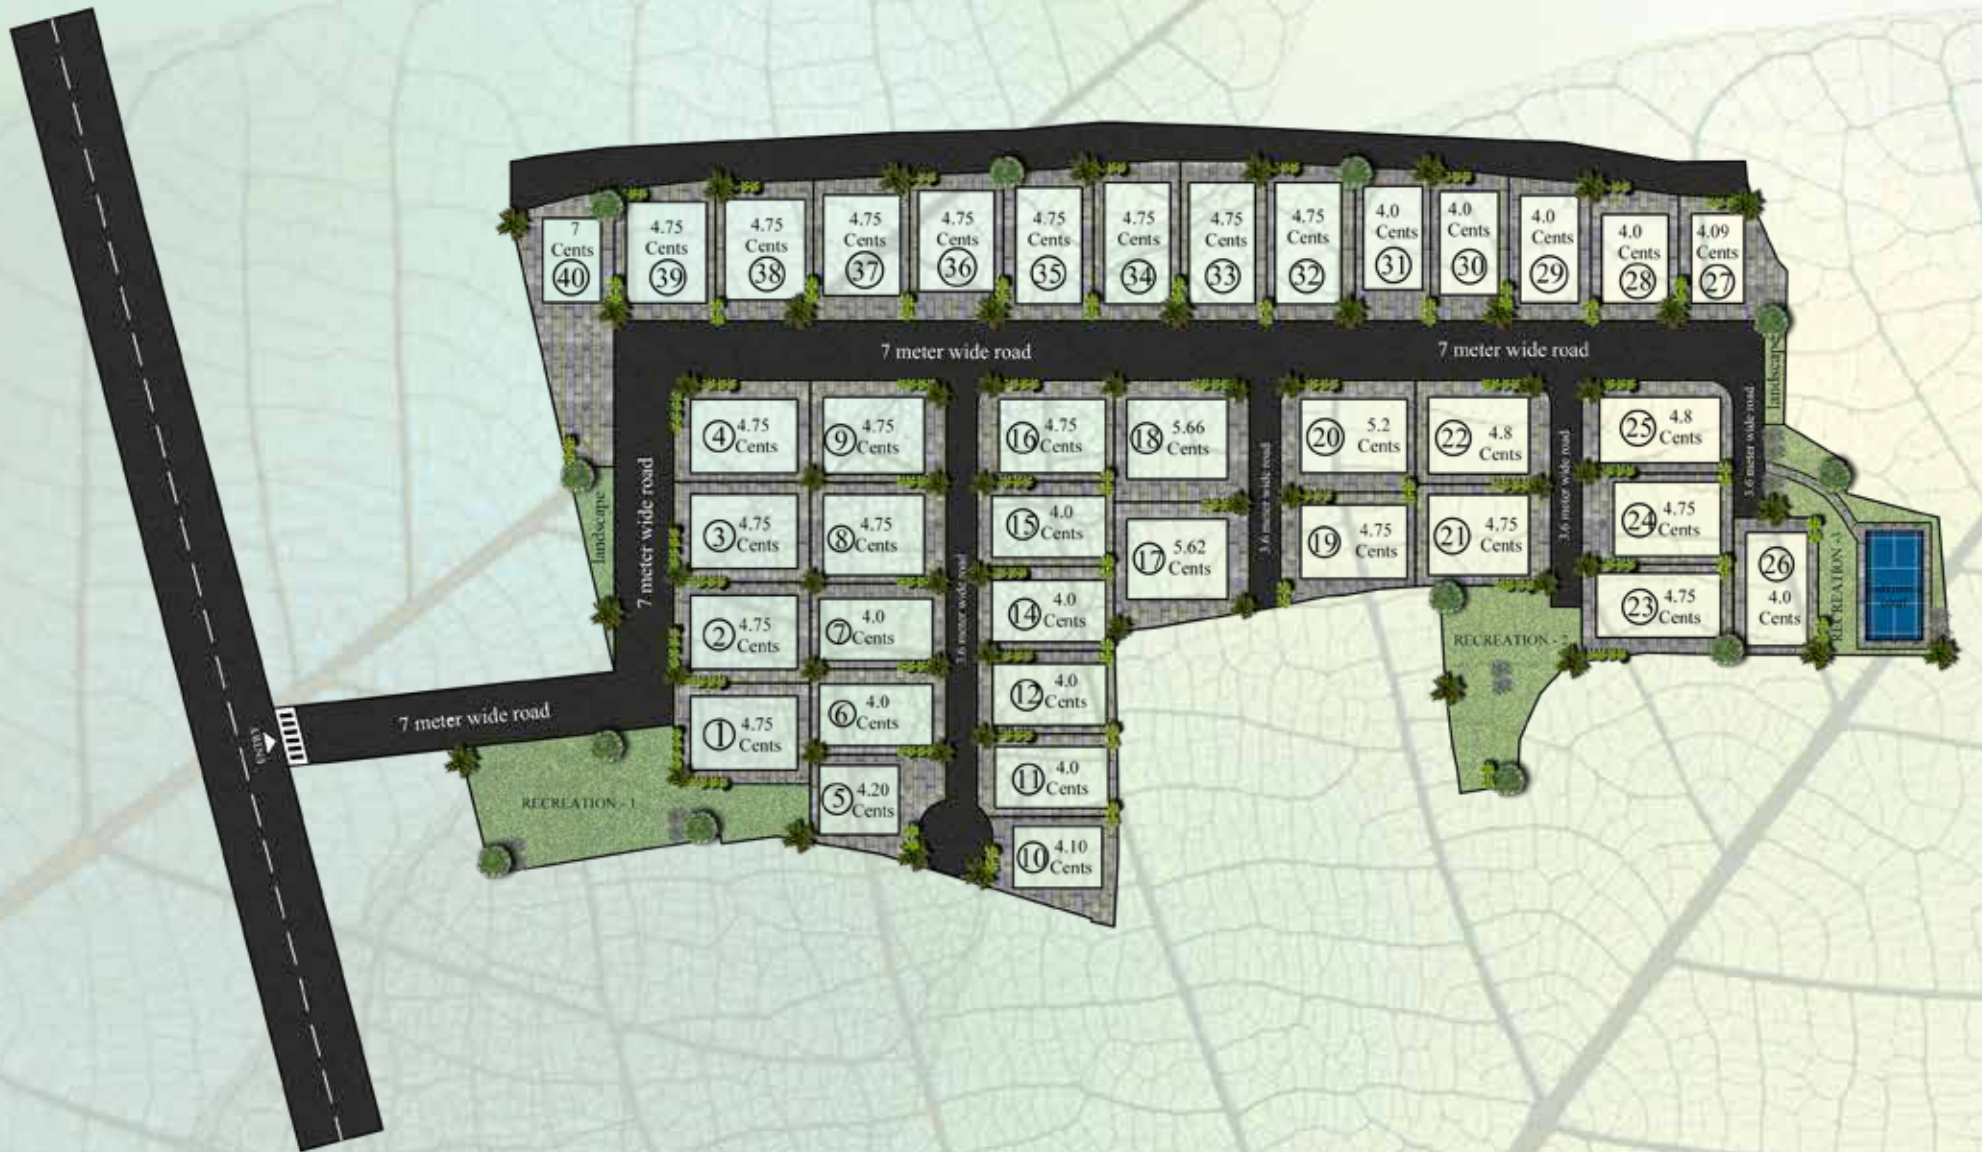 7
Cents
40
4.75
Cents
39
4.75
Cents
38
4.75
Cents
37
4.75
Cents
36
4.75
Cents
35
4.75
Cents
34
4.75
Cents
33
4.75
Cents
32
4.0
Cents
31
4.0
Cents
30
4.0
Cents
29
4.0
Cents
28
4.09
Cents
27
7 meter wide road
7 meter wide road
landscape
3.6 meter wide road
4 4.75
Cents
9 4.75
Cents
16 4.75
Cents
18 5.66
Cents
20 5.2
Cents
22 4.8
Cents
25 4.8
Cents
landscape
7 meter wide road
3 4.75
Cents
8 4.75
Cents
15 4.0
Cents
17 5.62
Cents
3.6 meter wide road
19 4.75
Cents
21 4.75
Cents
3.6 meter wide road
24 4.75
Cents
26
4.0
Cents
RECREATION -3
2 4.75
Cents
7 4.0
Cents
3.6 meter wide road
14 4.0
Cents
23 4.75
Cents
RECREATION - 2
6 4.0
Cents
12 4.0
Cents
7 meter wide road
ENTRY
1 4.75
Cents
11 4.0
Cents
RECREATION - 1
5 4.20
Cents
10 4.10
Cents